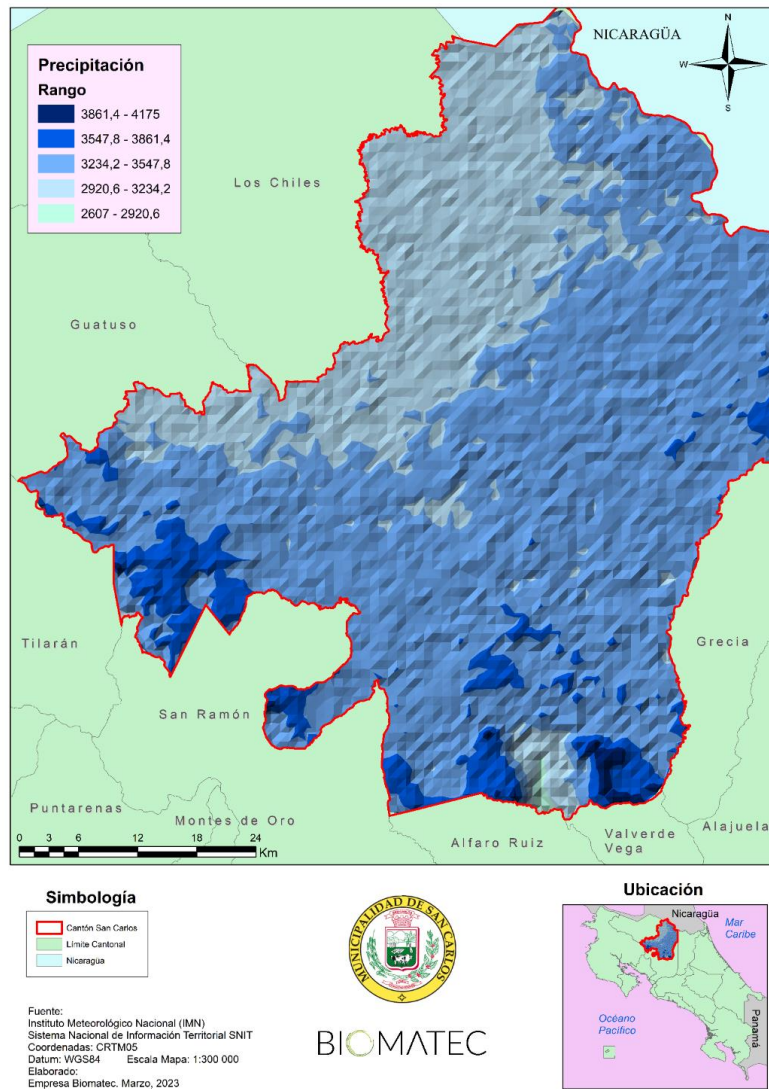 Precipitación
Rango
3861,4 - 4175
3547,8 - 3861,4
3234,2 - 3547,8
2920,6 - 3234,2
2607 - 2920,6
NICARAGÜA
N
W
E
S
Los Chiles
Guatuso
Tilarán
San Ramón
Grecia
Puntarenas
Montes de Oro
Alfaro Ruiz
Valverde
Vega
Alajuela
0 3 6 12 18 24
Km
Simbología
Cantón San Carlos
Límite Cantonal
Nicaragüa
MUNICIPALIDAD DE SAN CARLOS
BIOMATEC
Ubicación
Nicaragüa
Mar
Caribe
Océano
Pacífico
Panamá
Fuente:
Instituto Meteorológico Nacional (IMN)
Sistema Nacional de Información Territorial SNIT
Coordenadas: CRTM05
Datum: WGS84 Escala Mapa: 1:300 000
Elaborado:
Empresa Biomatec. Marzo, 2023